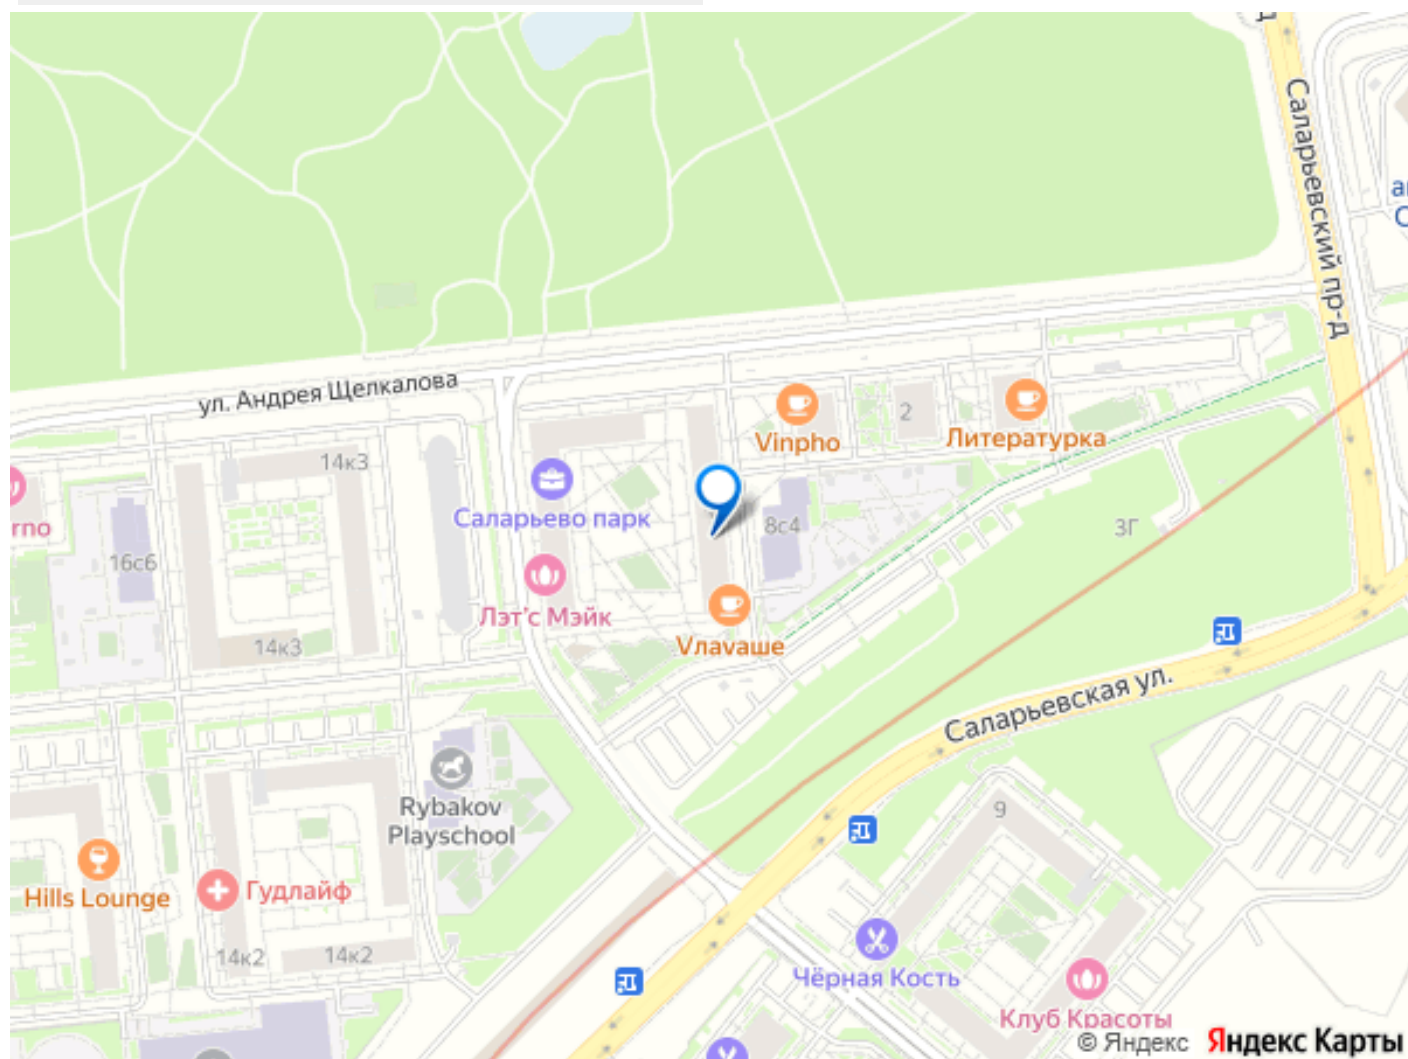 Саларьевский пр-д
ул. Андрея Щелкалова
Vinpho
2
Литературка
14к3
Саларьево парк
8с4
3Г
rno
16с6
Лэт'с Мэйк
Vлаvаше
14к3
Саларьевская ул.
Rybakov
Playschool
9
Hills Lounge
Гудлайф
14к2
14к2
Чёрная Кость
Клуб Красоты
© Яндекс Яндекс Карты